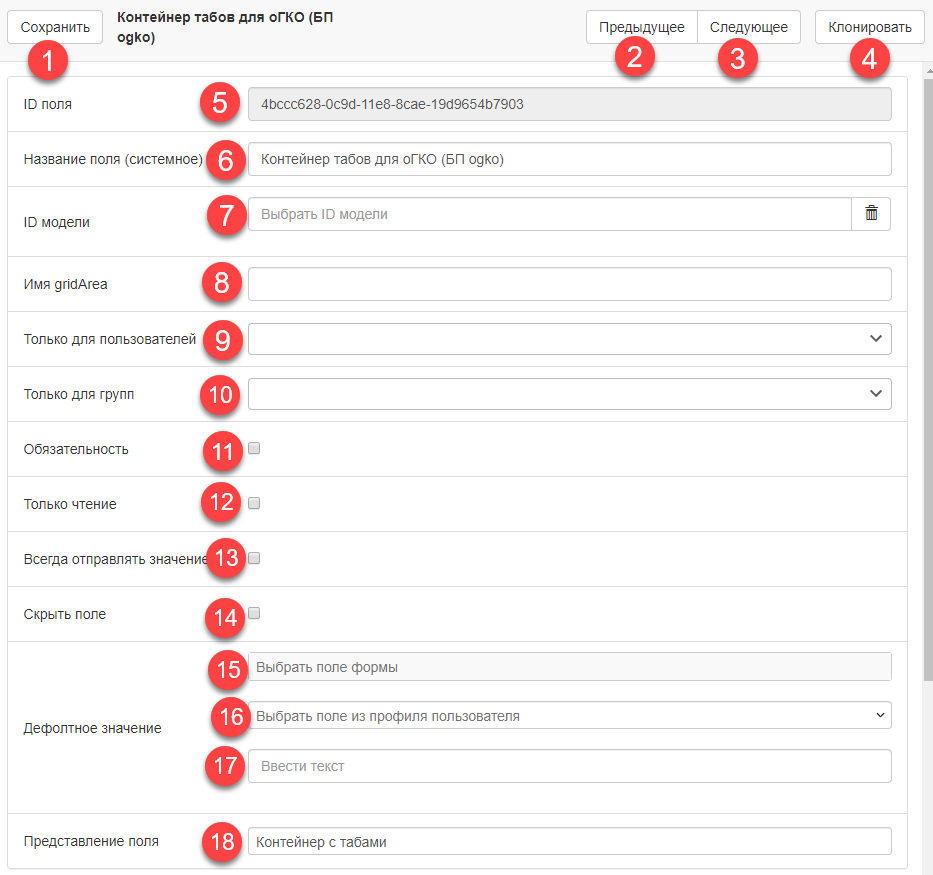 Сохранить
Контейнер табов для оГКО (БП
ogko)
Предыдущее
Следующее
Клонировать
1
2
3
4
ID поля
5
4bccc628-0c9d-11e8-8cae-19d9654b7903
Название поля (системное)
6
Контейнер табов для оГКО (БП ogko)
ID модели
7
Выбрать ID модели
Имя gridArea
8
Только для пользователей
9
Только для групп
10
Обязательность
11
Только чтение
12
Всегда отправлять значение
13
Скрыть поле
14
Дефолтное значение
15
Выбрать поле формы
16
Выбрать поле из профиля пользователя
17
Ввести текст
Представление поля
18
Контейнер с табами